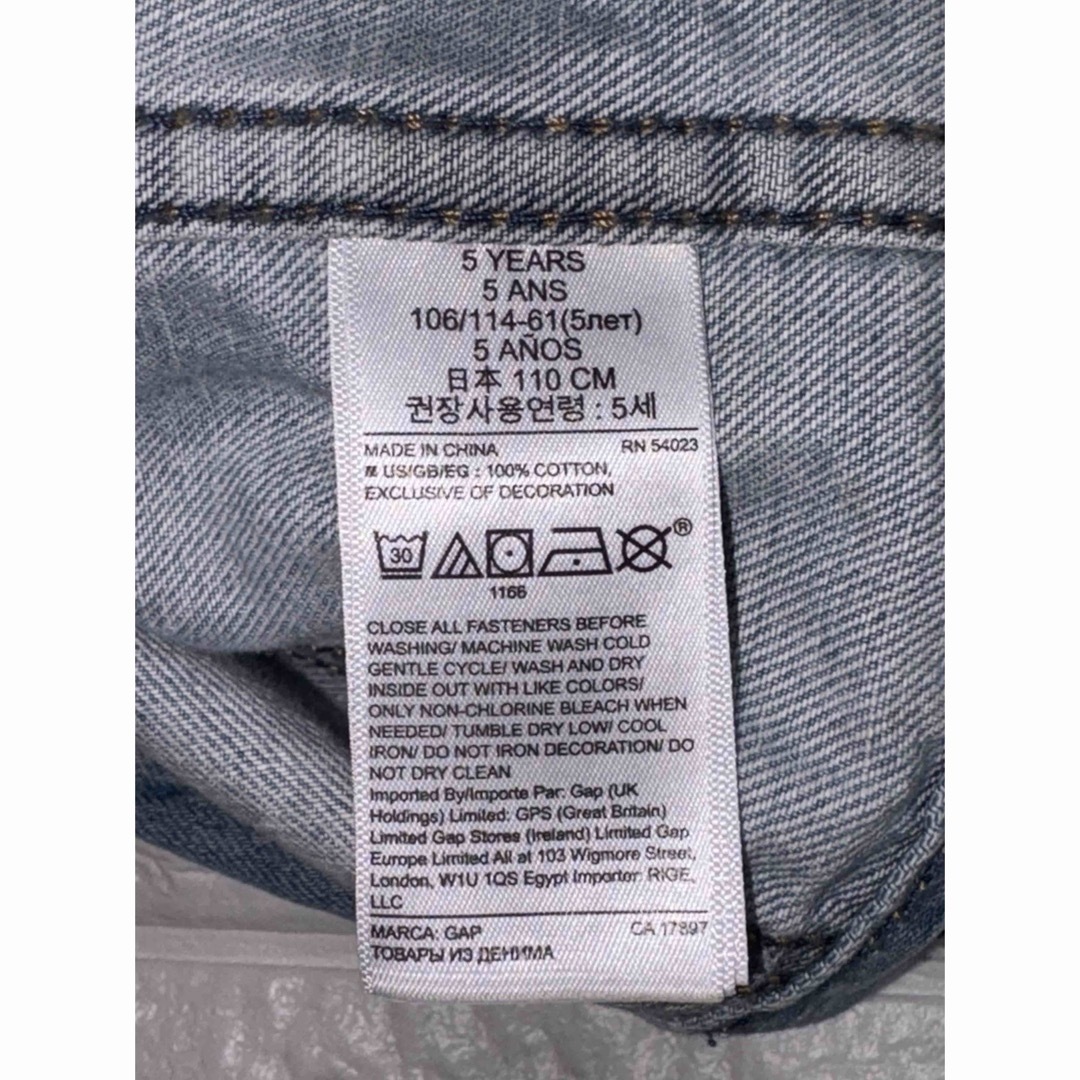 5 YEARS
5 ANS
106/114-61(5лет)
5 AÑOS
日本 110 CM
권장사용연령 : 5세
MADE IN CHINA RN 54023
US/GB/EG : 100% COTTON,
EXCLUSIVE OF DECORATION
30 ®
1166
CLOSE ALL FASTENERS BEFORE
WASHING/ MACHINE WASH COLD
GENTLE CYCLE/ WASH AND DRY
INSIDE OUT WITH LIKE COLORS/
ONLY NON-CHLORINE BLEACH WHEN
NEEDED/ TUMBLE DRY LOW/ COOL
IRON/ DO NOT IRON DECORATION/ DO
NOT DRY CLEAN
Imported By/Importe Par: Gap (UK
Holdings) Limited: GPS (Great Britain)
Limited Gap Stores (Ireland) Limited Gap
Europe Limited All at 103 Wigmore Street,
London, W1U 1QS Egypt Importer: RIGE,
LLC
MARCA: GAP CA 17897
ТОВАРЫ ИЗ ДЕНИМА